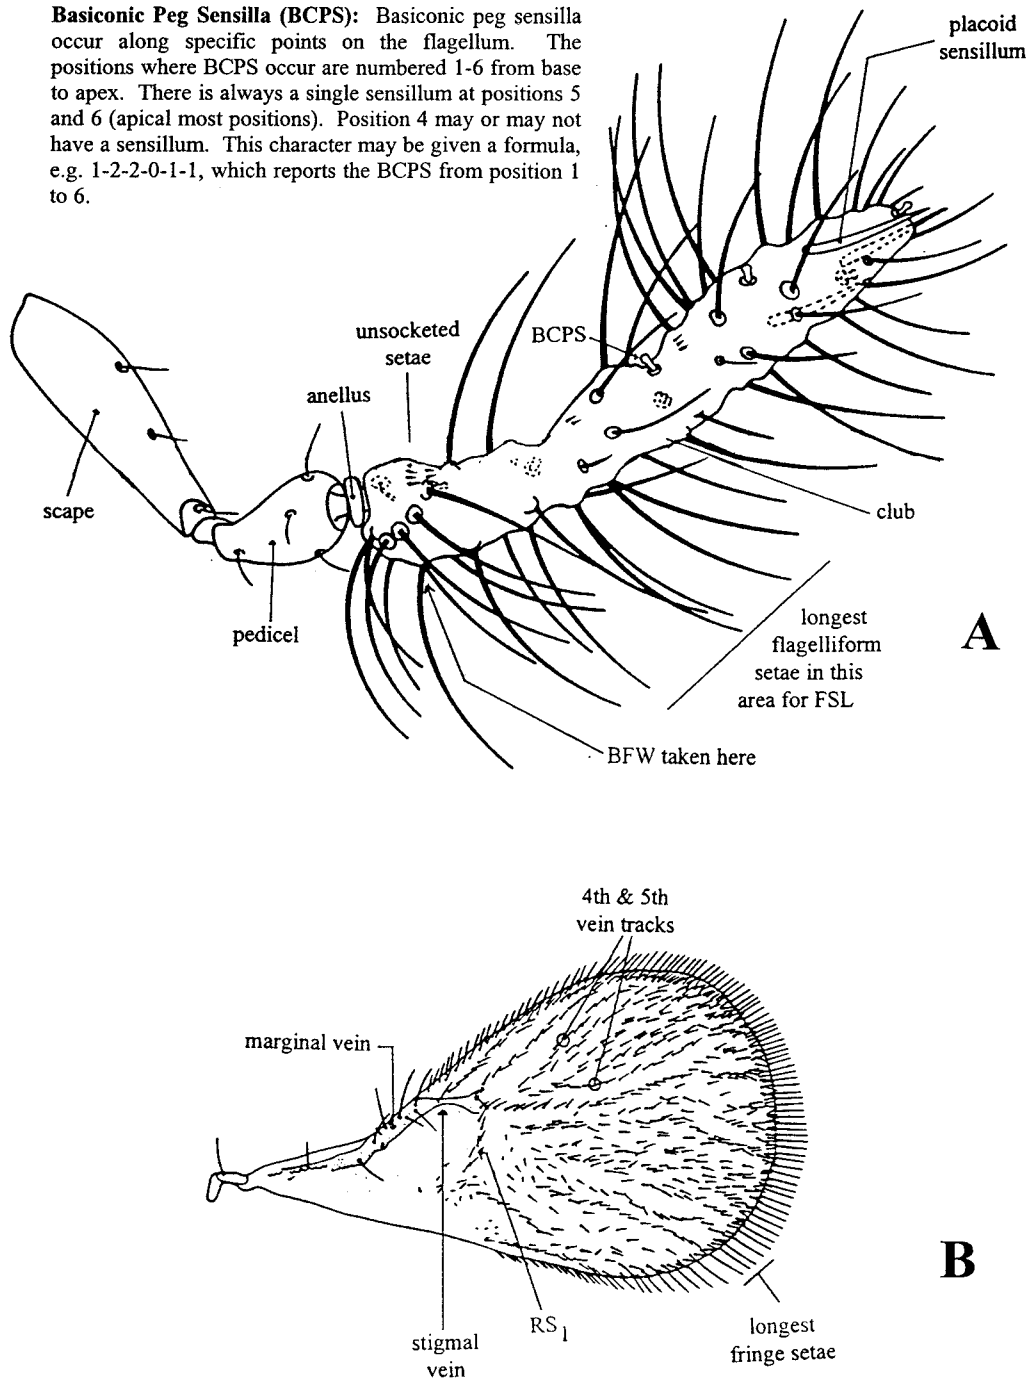 Basiconic Peg Sensilla (BCPS): Basiconic peg sensilla
occur along specific points on the flagellum. The
positions where BCPS occur are numbered 1-6 from base
to apex. There is always a single sensillum at positions 5
and 6 (apical most positions). Position 4 may or may not
have a sensillum. This character may be given a formula,
e.g. 1-2-2-0-1-1, which reports the BCPS from position 1
to 6.
placoid
sensillum
unsocketed
setae
BCPS
anellus
scape
club
pedicel
longest
flagelliform
setae in this
area for FSL
A
BFW taken here
4th & 5th
vein tracks
marginal vein
B
RS1
stigmal
vein
longest
fringe setae